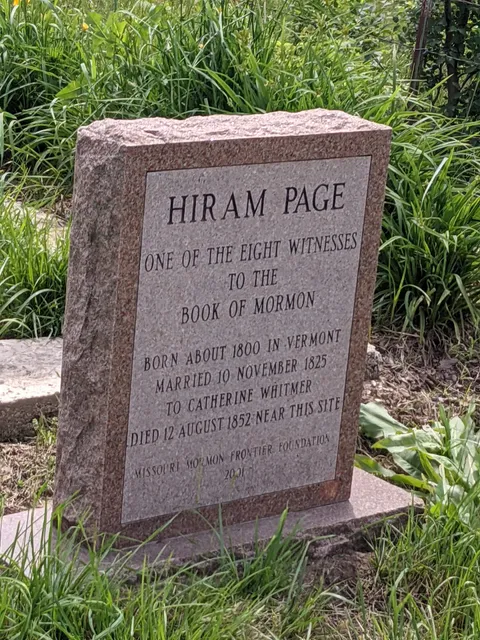 HIRAM PAGE
ONE OF THE EIGHT WITNESSES
TO THE
BOOK OF MORMON
BORN ABOUT 1800 IN VERMONT
MARRIED 10 NOVEMBER 1825
TO CATHERINE WHITMER
DIED 12 AUGUST 1852 NEAR THIS SITE
MISSOURI MORMON FRONTIER FOUNDATION
2001